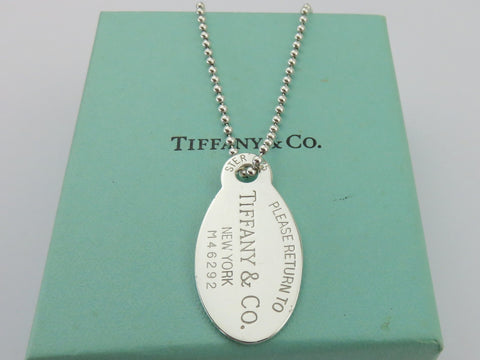 TIFFANY & CO.
PLEASE RETURN TO
TIFFANY & CO.
NEW YORK
M46292